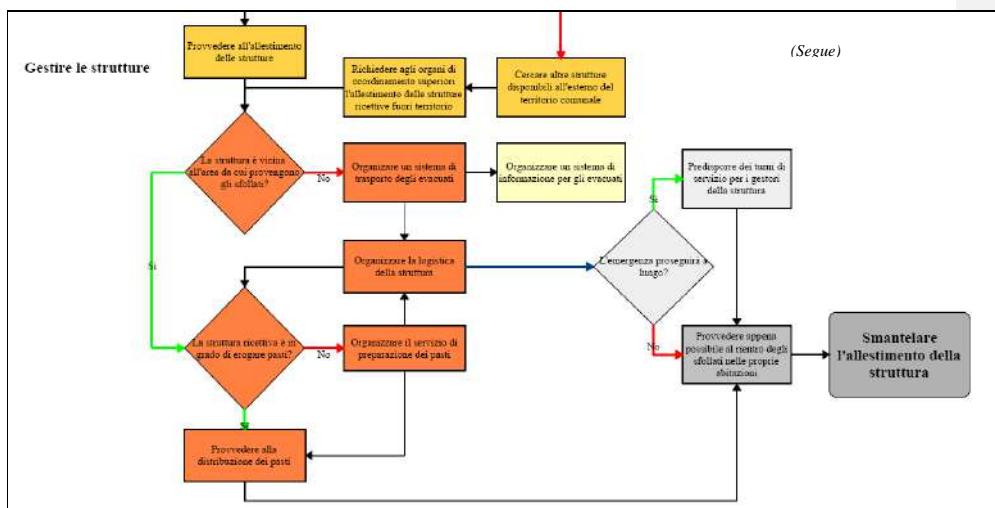 (Segue)
Gestire le strutture
Provvedere all'allestimento
delle strutture
Richiedere agli organi di
coordinamento superiori
l'allestimento delle strutture
ricettive fuori territorio
Cercare altre strutture
disponibili all'esterno del
territorio comunale
La struttura è vicina
all'area da cui provengono
gli sfollati?
No
Organizzare un sistema di
trasporto degli evacuati
Organizzare un sistema di
informazione per gli evacuati
Predisporre dei turni di
servizio per i gestori
della struttura
Si
Si
Organizzare la logistica
della struttura
L'emergenza proseguirà a
lungo?
La struttura ricettiva è in
grado di erogare pasti?
No
Organizzare il servizio di
preparazione dei pasti
No
Provvedere appena
possibile al rientro degli
sfollati nelle proprie
abitazioni
Smantelare
l'allestimento della
struttura
Provvedere alla
distribuzione dei pasti